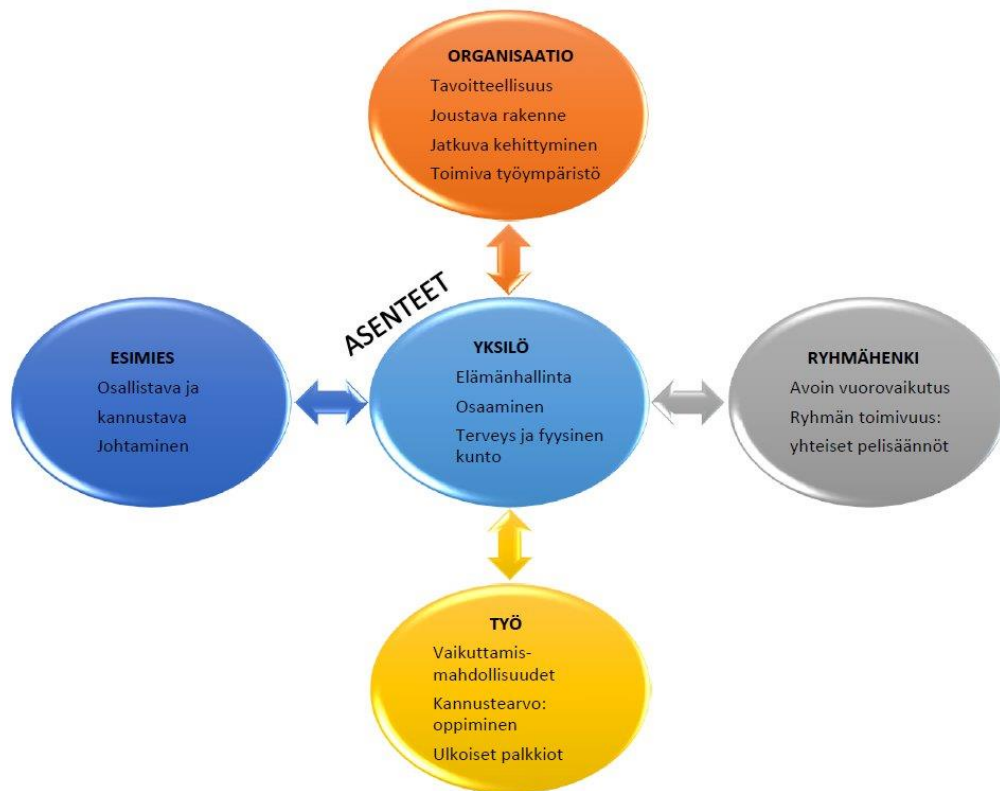 ORGANISAATIO
Tavoitteellisuus
Joustava rakenne
Jatkuva kehittyminen
Toimiva työympäristö
ASENTEET
ESIMIES
Osallistava ja
kannustava
Johtaminen
YKSILÖ
Elämänhallinta
Osaaminen
Terveys ja fyysinen
kunto
RYHMÄHENKI
Avoin vuorovaikutus
Ryhmän toimivuus:
yhteiset pelisäännöt
TYÖ
Vaikuttamis-
mahdollisuudet
Kannustearvo:
oppiminen
Ulkoiset palkkiot